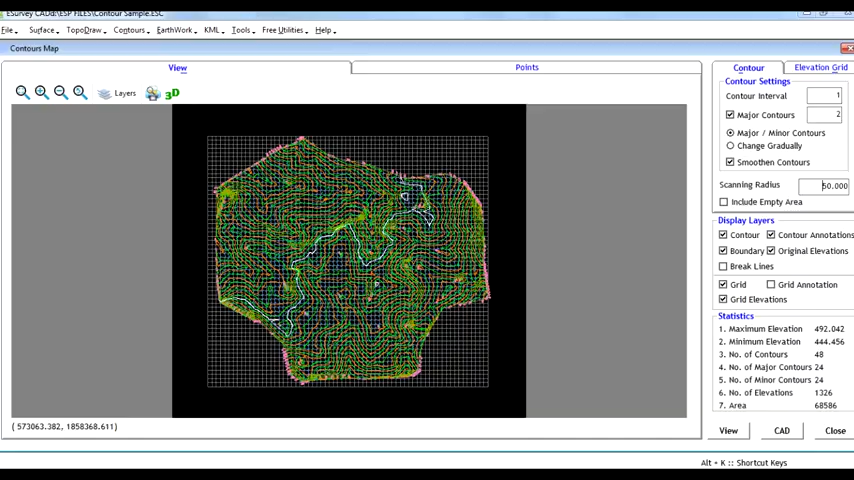 ESurvey CADd:\ESP FILES\Contour Sample.ESC
File Surface TopoDraw Contours EarthWork KML Tools Free Utilities Help
Contours Map
View Points
Contour Elevation Grid
Layers 3D
Contour Settings
Contour Interval 1
Major Contours 2
Major / Minor Contours
Change Gradually
Smoothen Contours
Scanning Radius 50.000
Include Empty Area
Display Layers
Contour Contour Annotations
Boundary Original Elevations
Break Lines
Grid Grid Annotation
Grid Elevations
Statistics
1. Maximum Elevation 492.042
2. Minimum Elevation 444.456
3. No. of Contours 48
4. No. of Major Contours 24
5. No. of Minor Contours 24
6. No. of Elevations 1326
7. Area 68586
( 573063.382, 1858368.611)
View CAD Close
Alt + K :: Shortcut Keys